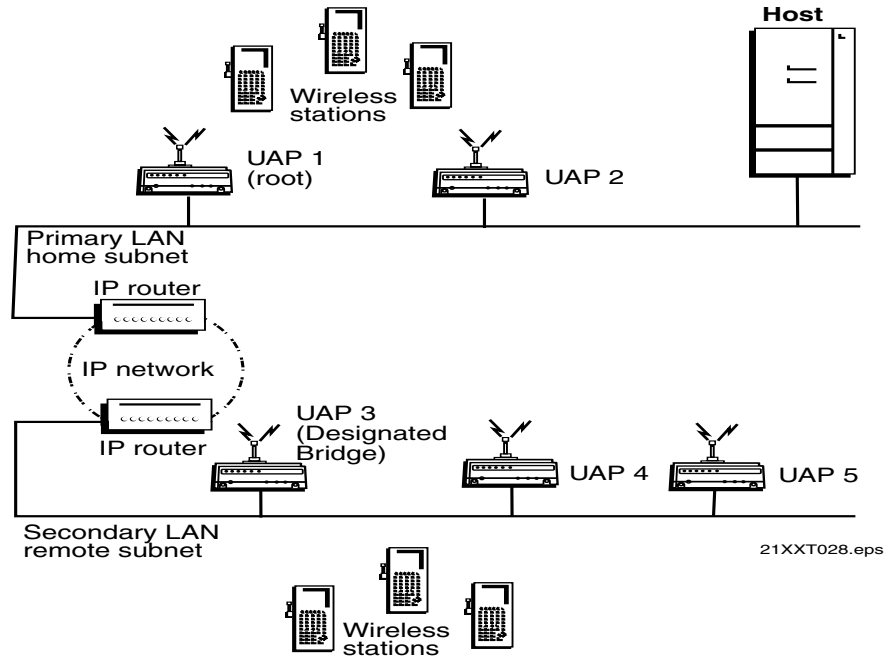 Host
Wireless
stations
UAP 1
(root)
UAP 2
Primary LAN
home subnet
IP router
IP network
IP router
UAP 3
(Designated
Bridge)
UAP 4
UAP 5
Secondary LAN
remote subnet
21XXT028.eps
Wireless
stations